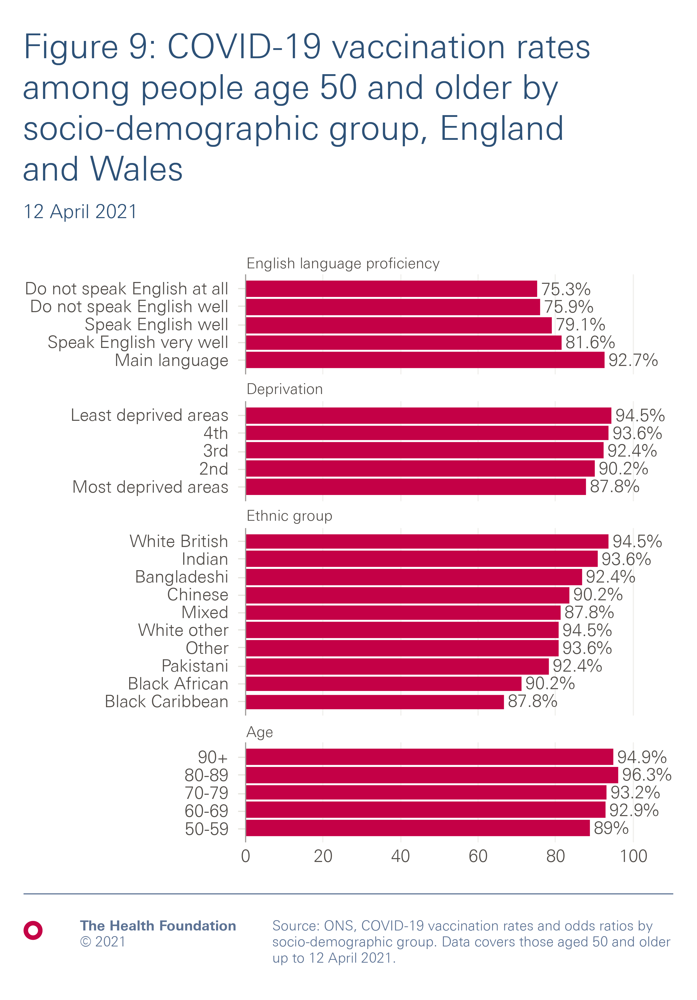 Figure 9: COVID-19 vaccination rates
among people age 50 and older by
socio-demographic group, England
and Wales
12 April 2021
English language proficiency
Do not speak English at all 75.3%
Do not speak English well 75.9%
Speak English well 79.1%
Speak English very well 81.6%
Main language 92.7%
Deprivation
Least deprived areas 94.5%
4th 93.6%
3rd 92.4%
2nd 90.2%
Most deprived areas 87.8%
Ethnic group
White British 94.5%
Indian 93.6%
Bangladeshi 92.4%
Chinese 90.2%
Mixed 87.8%
White other 94.5%
Other 93.6%
Pakistani 92.4%
Black African 90.2%
Black Caribbean 87.8%
Age
90+ 94.9%
80-89 96.3%
70-79 93.2%
60-69 92.9%
50-59 89%
0 20 40 60 80 100
The Health Foundation
© 2021
Source: ONS, COVID-19 vaccination rates and odds ratios by
socio-demographic group. Data covers those aged 50 and older
up to 12 April 2021.